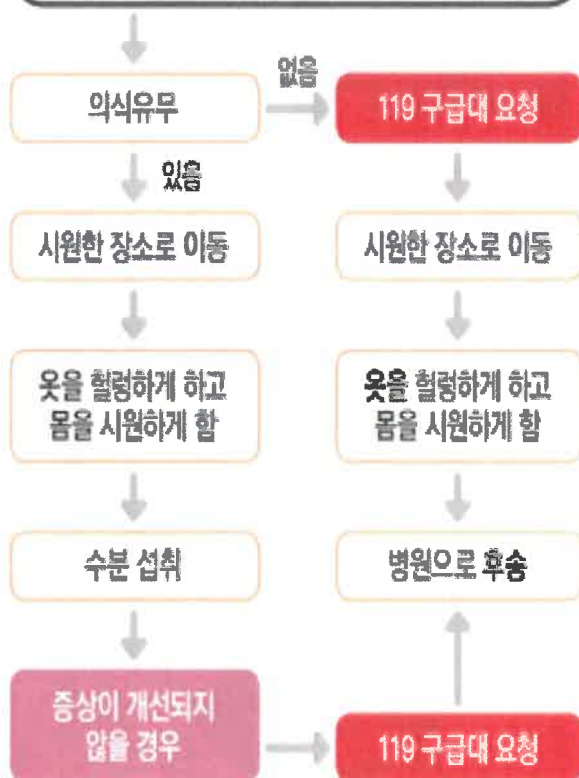 의식유무
없음
119 구급대 요청
있음
시원한 장소로 이동
시원한 장소로 이동
옷을 헐렁하게 하고
몸을 시원하게 함
옷을 헐렁하게 하고
몸을 시원하게 함
수분 섭취
병원으로 후송
증상이 개선되지
않을 경우
119 구급대 요청